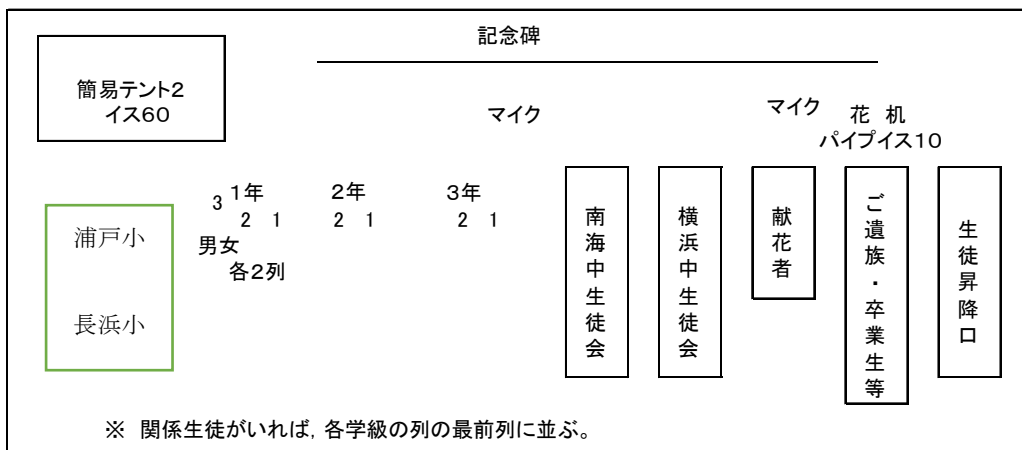 記念碑
簡易テント2
イス60
マイク
マイク
花 机
パイプイス10
浦戸小
長浜小
1年
3 2 1
男女
各2列
2年
2 1
3年
2 1
南海中生徒会
横浜中生徒会
献花者
ご遺族・卒業生等
生徒昇降口
※ 関係生徒がいれば，各学級の列の最前列に並ぶ。